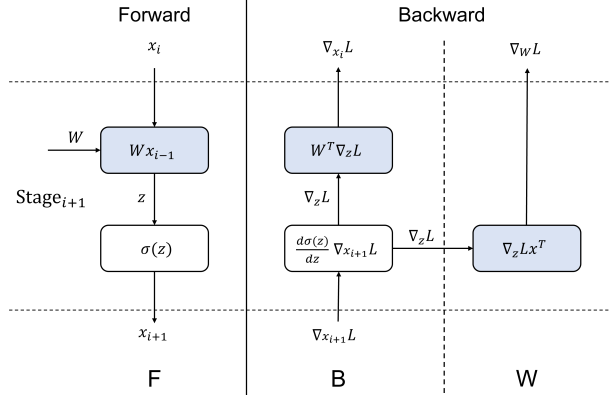 Forward
Backward
x_i
∇_{x_i}L
∇_W L
W
Wx_{i−1}
W^T∇_z L
Stage_{i+1}
z
∇_z L
σ(z)
dσ(z)/dz ∇x_{i+1}L
∇_z L
∇_z Lx^T
x_{i+1}
∇x_{i+1}L
F
B
W